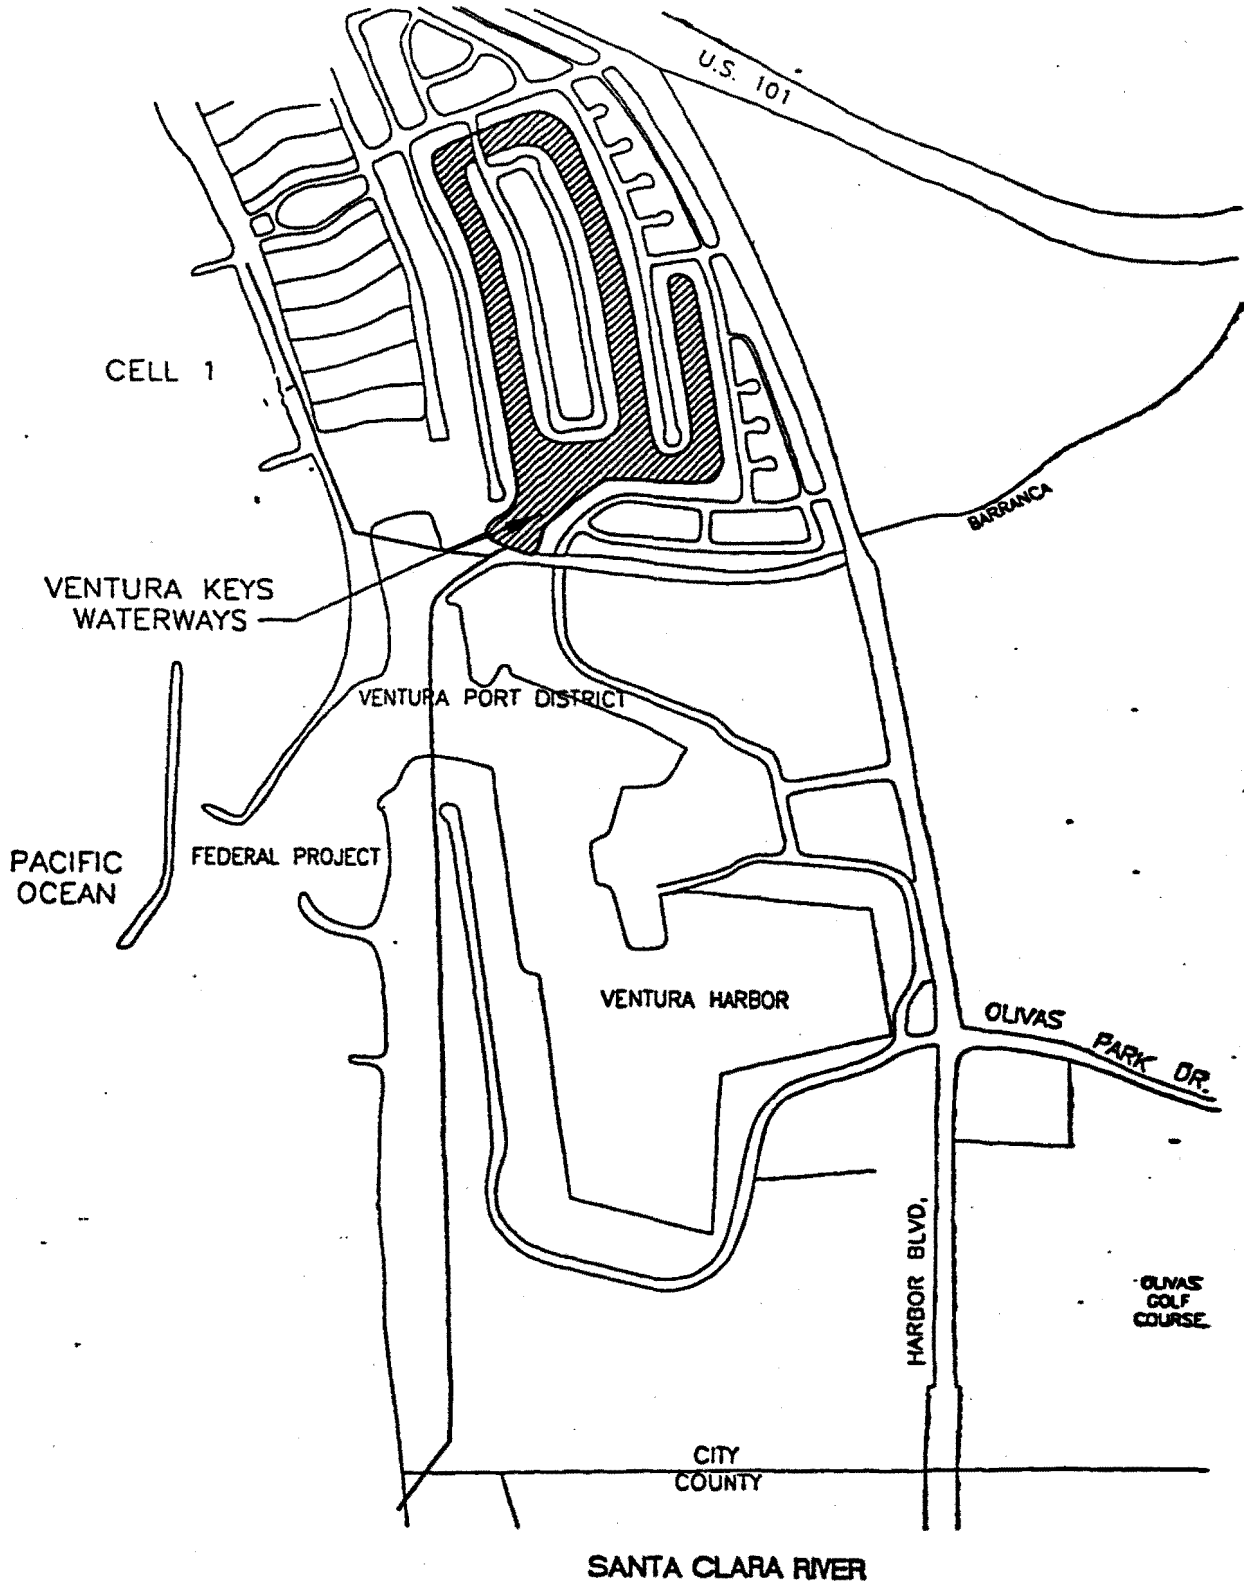 U.S. 101
CELL 1
BARRANCA
VENTURA KEYS
WATERWAYS
VENTURA PORT DISTRICT
FEDERAL PROJECT
PACIFIC
OCEAN
VENTURA HARBOR
OLIVAS
PARK DR.
HARBOR BLVD,
OLIVAS
GOLF
COURSE
CITY
COUNTY
SANTA CLARA RIVER